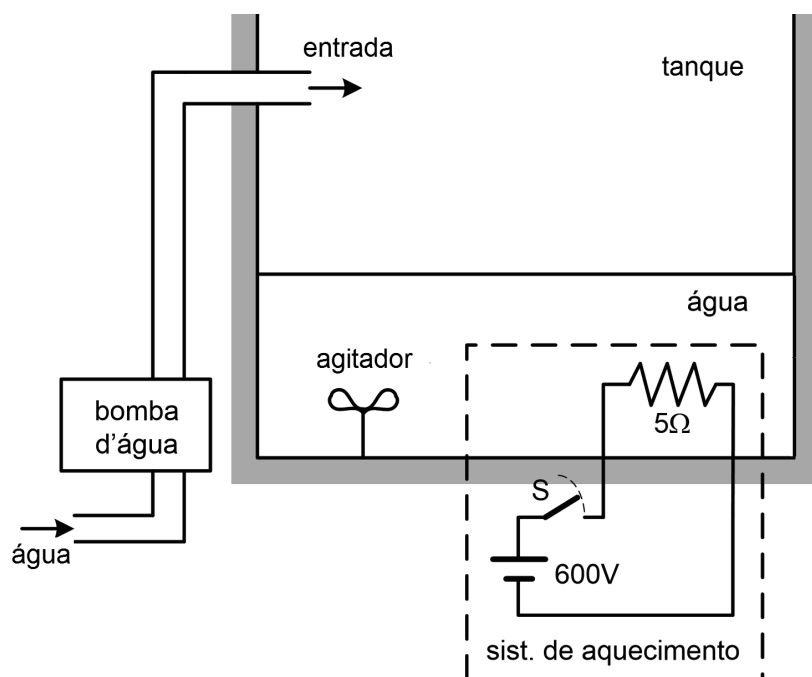 entrada
tanque
água
agitador
5Ω
bomba
d'água
S
água
600V
sist. de aquecimento